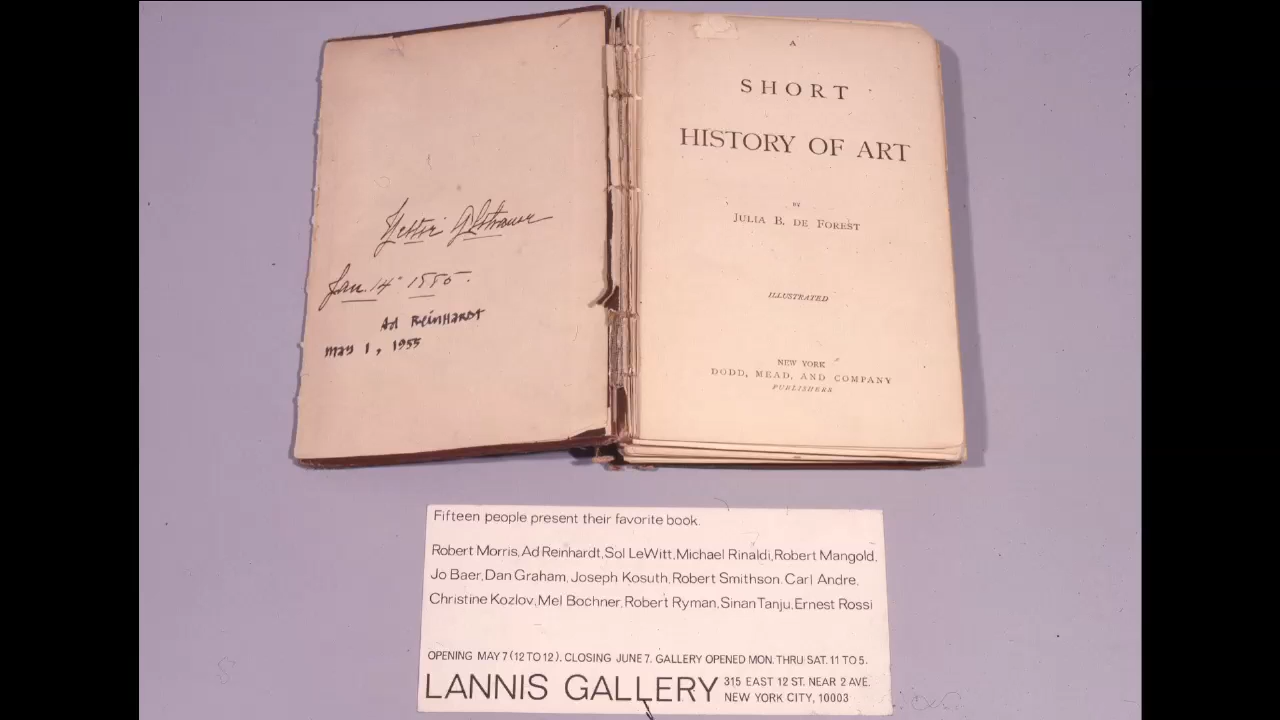 Jan. 14 1885.
Ad Reinhardt
may 1, 1955
A
SHORT
HISTORY OF ART
BY
JULIA B. DE FOREST
ILLUSTRATED
NEW YORK
DODD, MEAD, AND COMPANY
PUBLISHERS
Fifteen people present their favorite book.
Robert Morris, Ad Reinhardt, Sol LeWitt, Michael Rinaldi, Robert Mangold,
Jo Baer, Dan Graham, Joseph Kosuth, Robert Smithson, Carl Andre,
Christine Kozlov, Mel Bochner, Robert Ryman, Sinan Tanju, Ernest Rossi
OPENING MAY 7 (12 TO 12). CLOSING JUNE 7. GALLERY OPENED MON. THRU SAT. 11 TO 5.
LANNIS GALLERY
315 EAST 12 ST. NEAR 2 AVE.
NEW YORK CITY, 10003